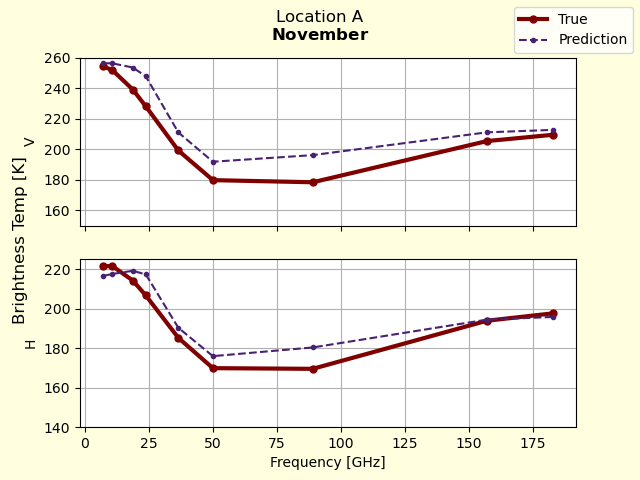 Location A
November
True
Prediction
260
240
220
200
180
160
V
Brightness Temp [K]
220
200
180
160
140
H
0 25 50 75 100 125 150 175
Frequency [GHz]